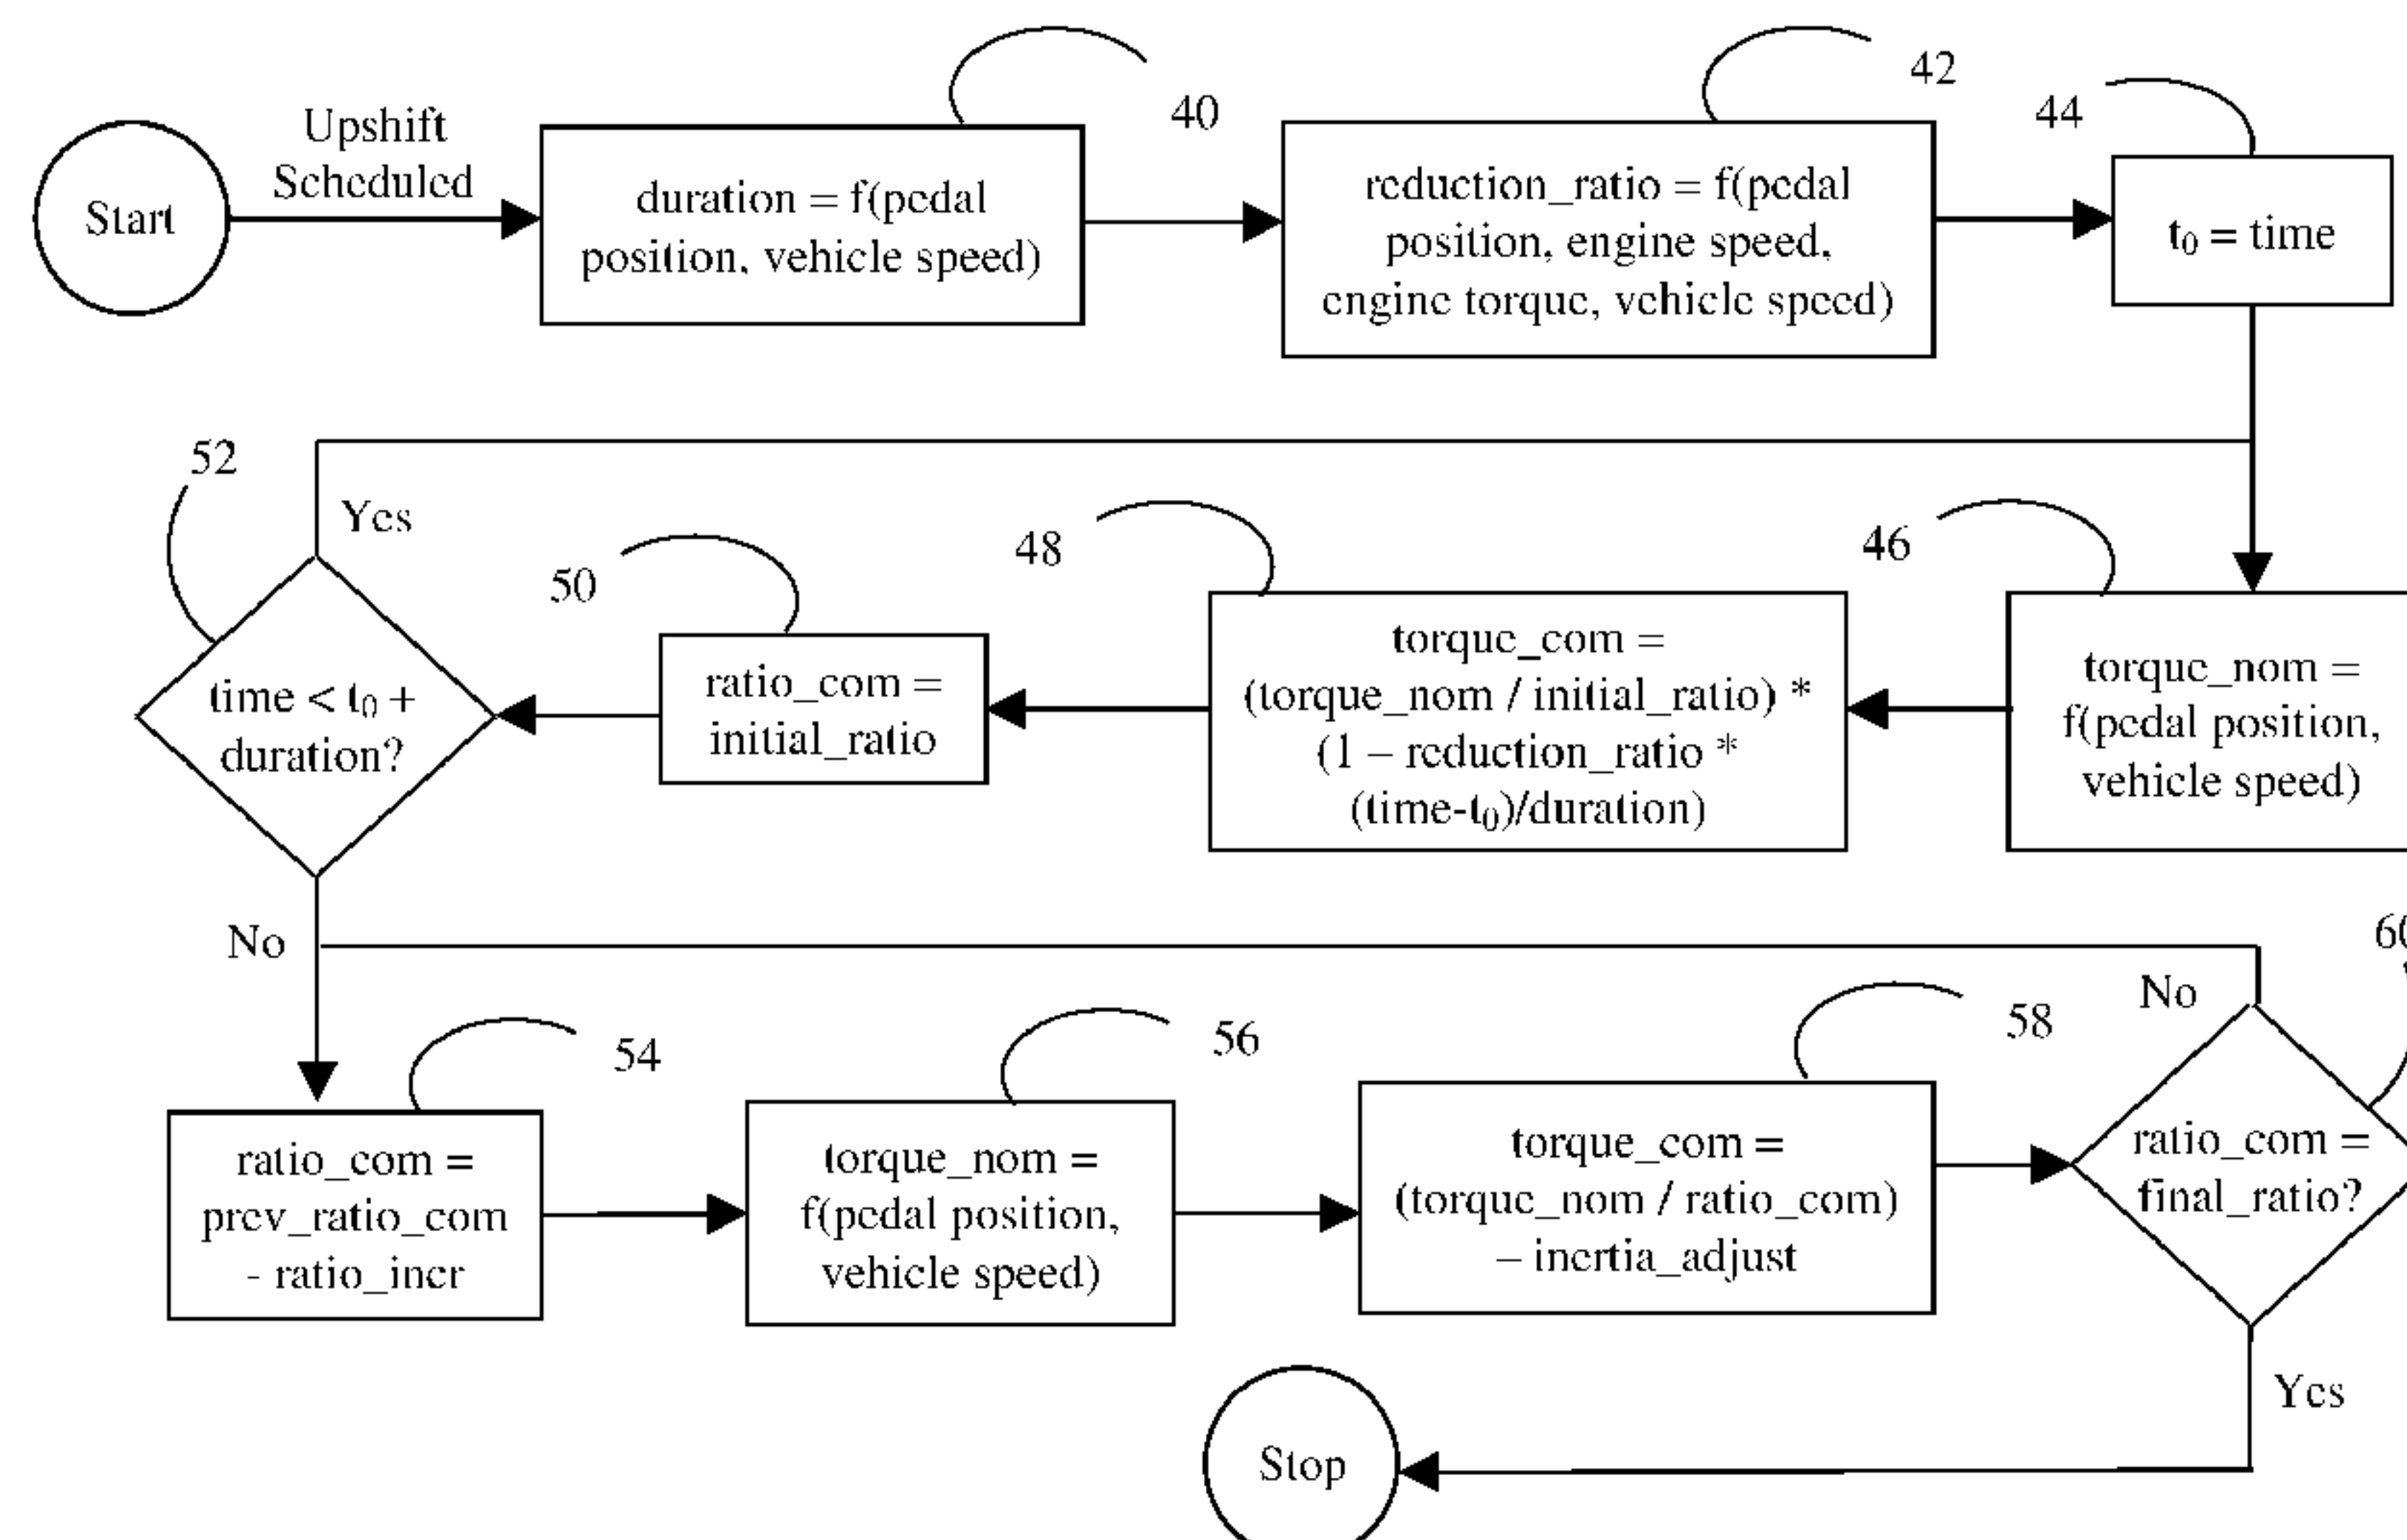 Upshift
Scheduled
Start
40
duration = f(pedal
position, vehicle speed)
42
reduction_ratio = f(pedal
position, engine speed,
engine torque, vehicle speed)
44
t₀ = time
52
Yes
time < t₀ +
duration?
50
ratio_com =
initial_ratio
48
torque_com =
(torque_nom / initial_ratio) *
(1 – reduction_ratio *
(time-t₀)/duration)
46
torque_nom =
f(pedal position,
vehicle speed)
No
54
ratio_com =
prev_ratio_com
- ratio_incr
56
torque_nom =
f(pedal position,
vehicle speed)
58
torque_com =
(torque_nom / ratio_com)
– inertia_adjust
60
No
ratio_com =
final_ratio?
Yes
Stop